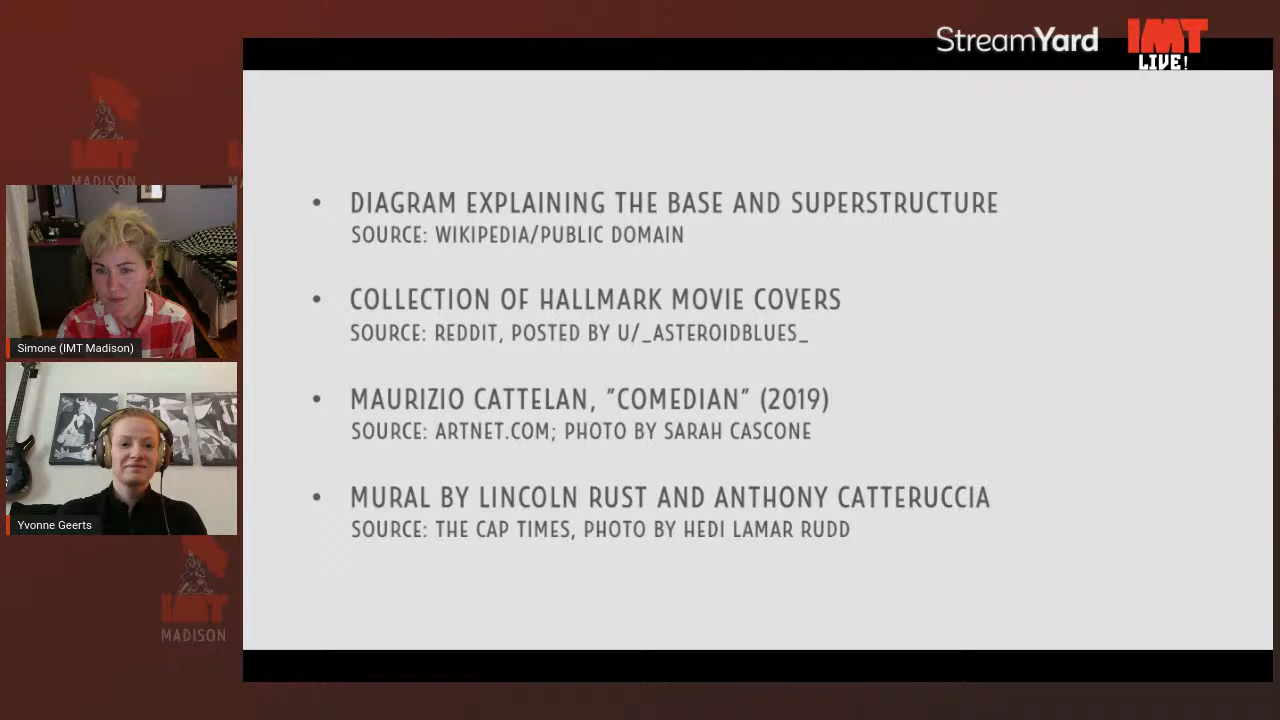 StreamYard
IMT
LIVE!
IMT
MADISON
Simone (IMT Madison)
Yvonne Geerts
IMT
MADISON
• DIAGRAM EXPLAINING THE BASE AND SUPERSTRUCTURE
SOURCE: WIKIPEDIA/PUBLIC DOMAIN
• COLLECTION OF HALLMARK MOVIE COVERS
SOURCE: REDDIT, POSTED BY U/_ASTEROIDBLUES_
• MAURIZIO CATTELAN, "COMEDIAN" (2019)
SOURCE: ARTNET.COM; PHOTO BY SARAH CASCONE
• MURAL BY LINCOLN RUST AND ANTHONY CATTERUCCIA
SOURCE: THE CAP TIMES, PHOTO BY HEDI LAMAR RUDD